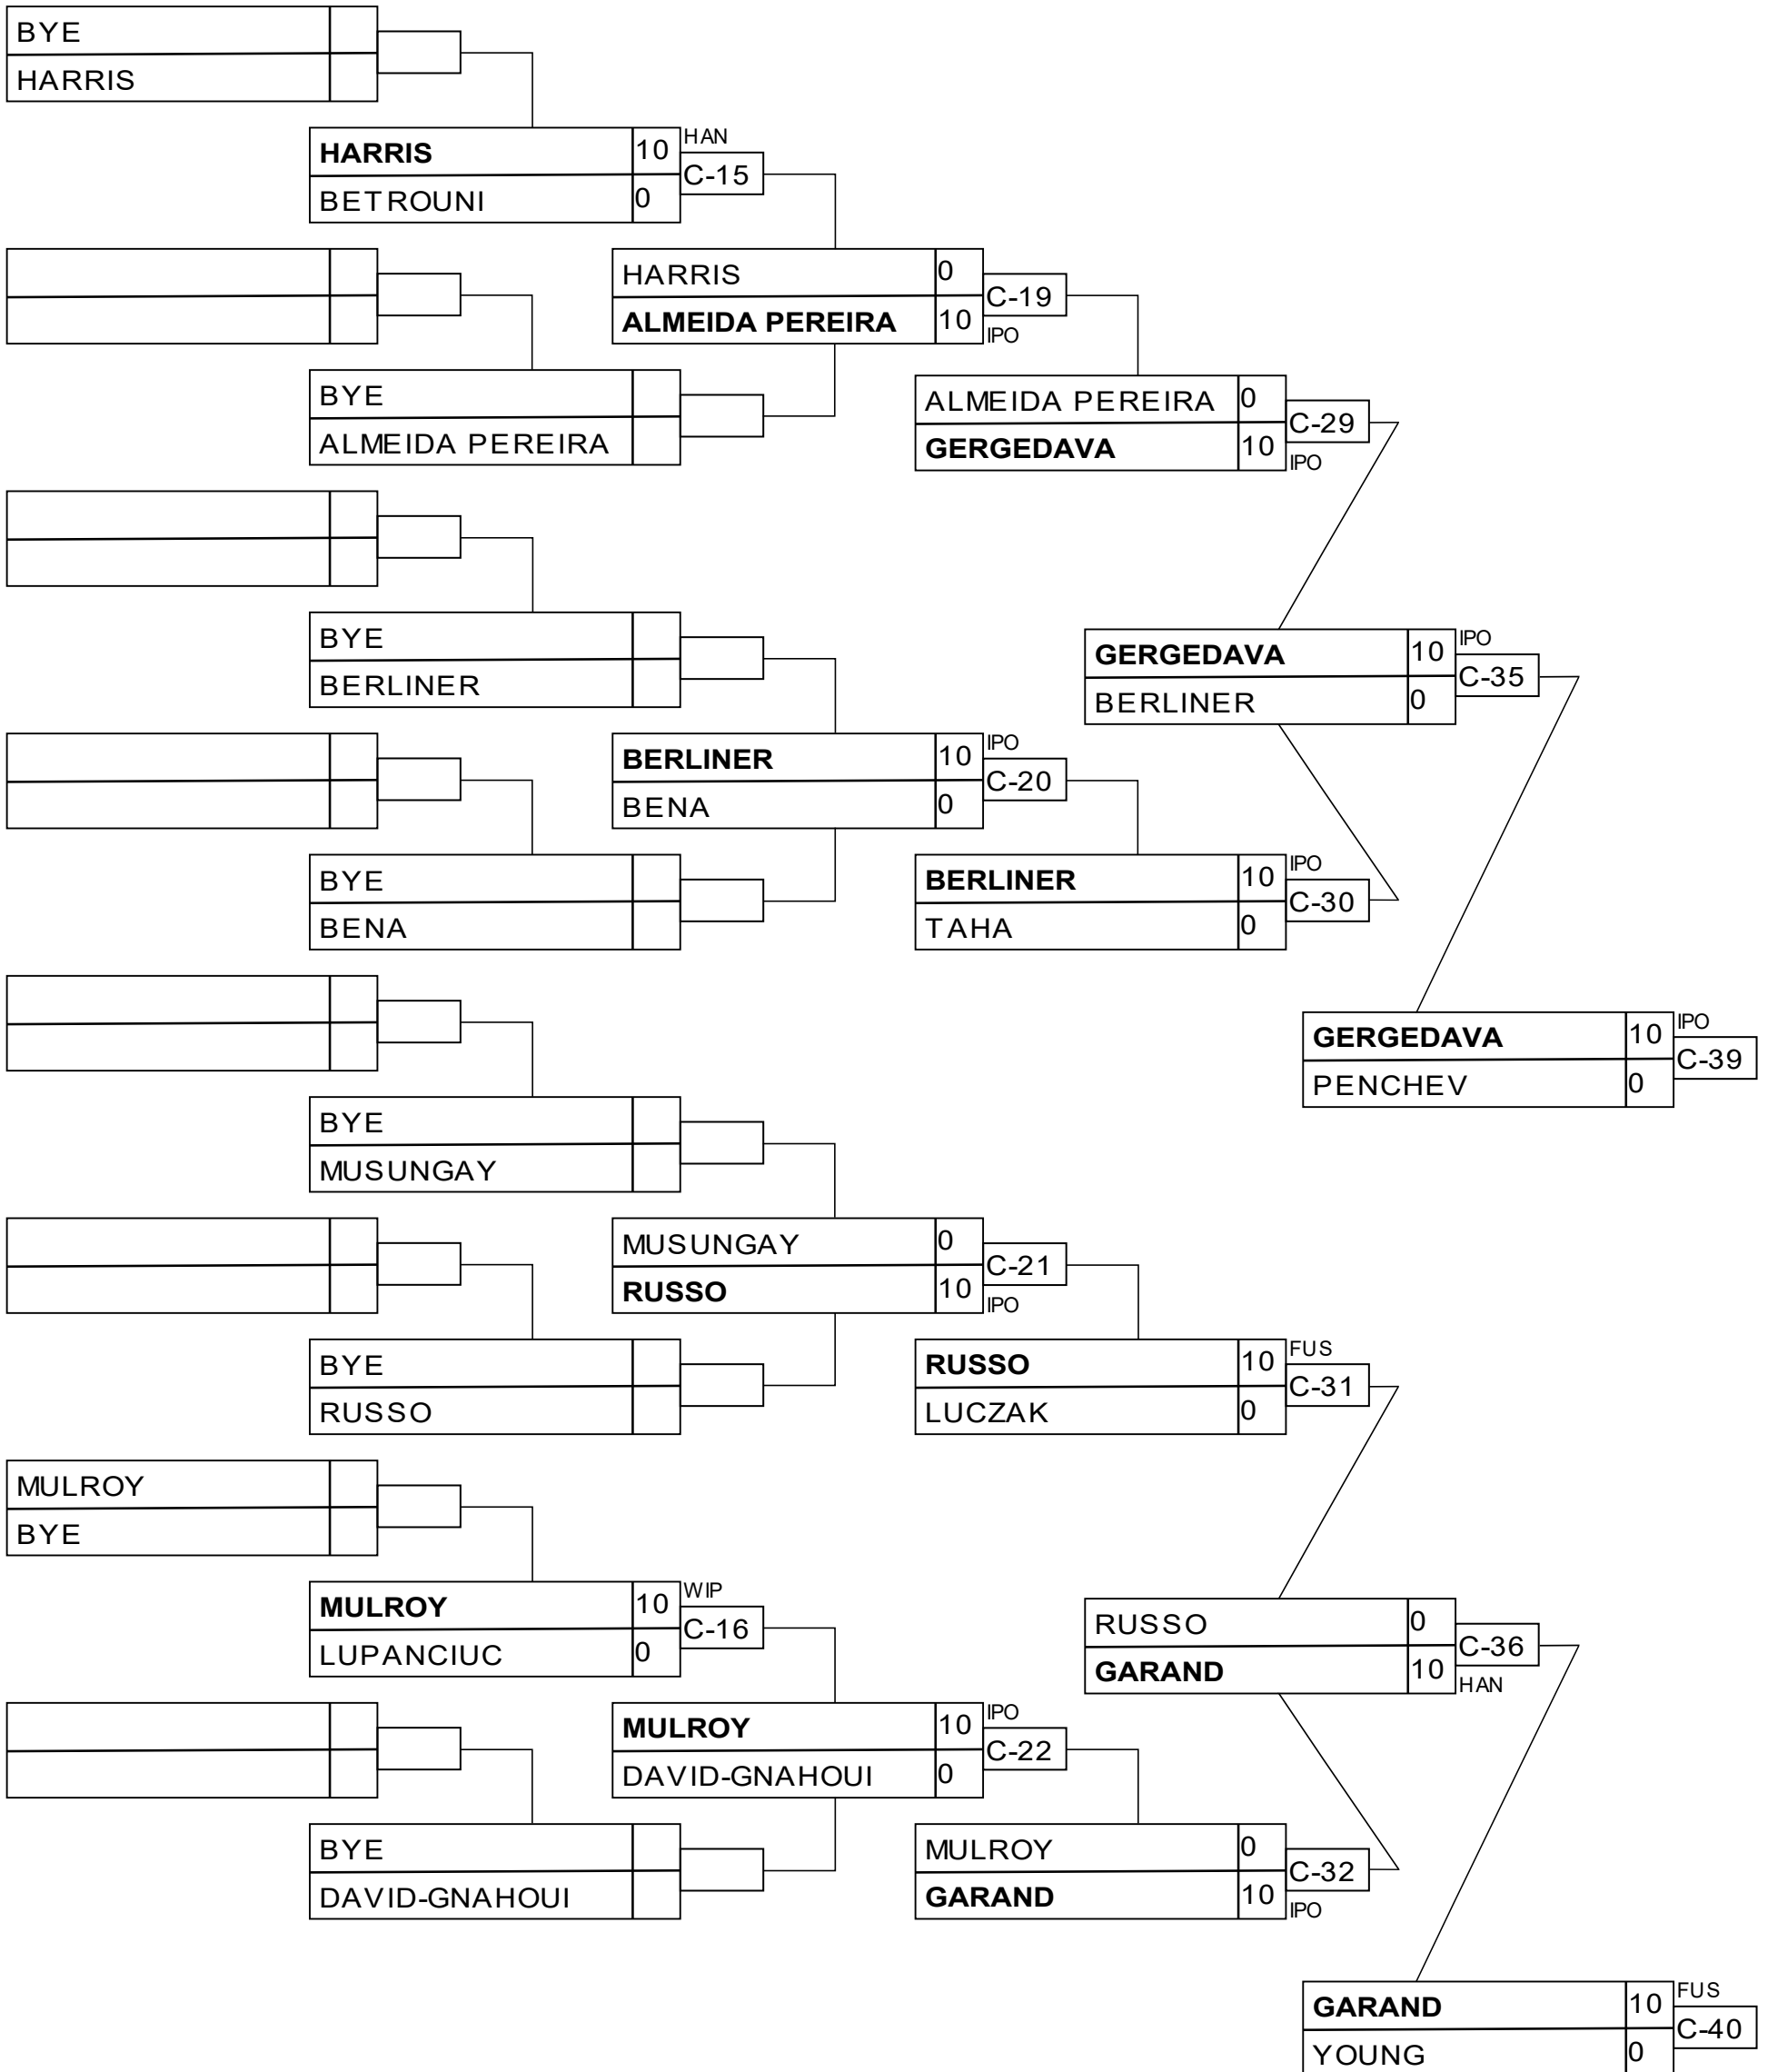 BYE
HARRIS
HARRIS 10 HAN
BETROUNI 0 C-15
HARRIS 0 C-19
ALMEIDA PEREIRA 10 IPO
BYE
ALMEIDA PEREIRA
ALMEIDA PEREIRA 0 C-29
GERGEDAVA 10 IPO
BYE
BERLINER
GERGEDAVA 10 IPO
BERLINER 0 C-35
BERLINER 10 IPO
BENA 0 C-20
BYE
BENA
BERLINER 10 IPO
TAHA 0 C-30
GERGEDAVA 10 IPO
PENCHEV 0 C-39
BYE
MUSUNGAY
MUSUNGAY 0 C-21
RUSSO 10 IPO
BYE
RUSSO
RUSSO 10 FUS
LUCZAK 0 C-31
MULROY
BYE
MULROY 10 WIP
LUPANCIUC 0 C-16
RUSSO 0 C-36
GARAND 10 HAN
MULROY 10 IPO
DAVID-GNAHOUI 0 C-22
BYE
DAVID-GNAHOUI
MULROY 0 C-32
GARAND 10 IPO
GARAND 10 FUS
YOUNG 0 C-40